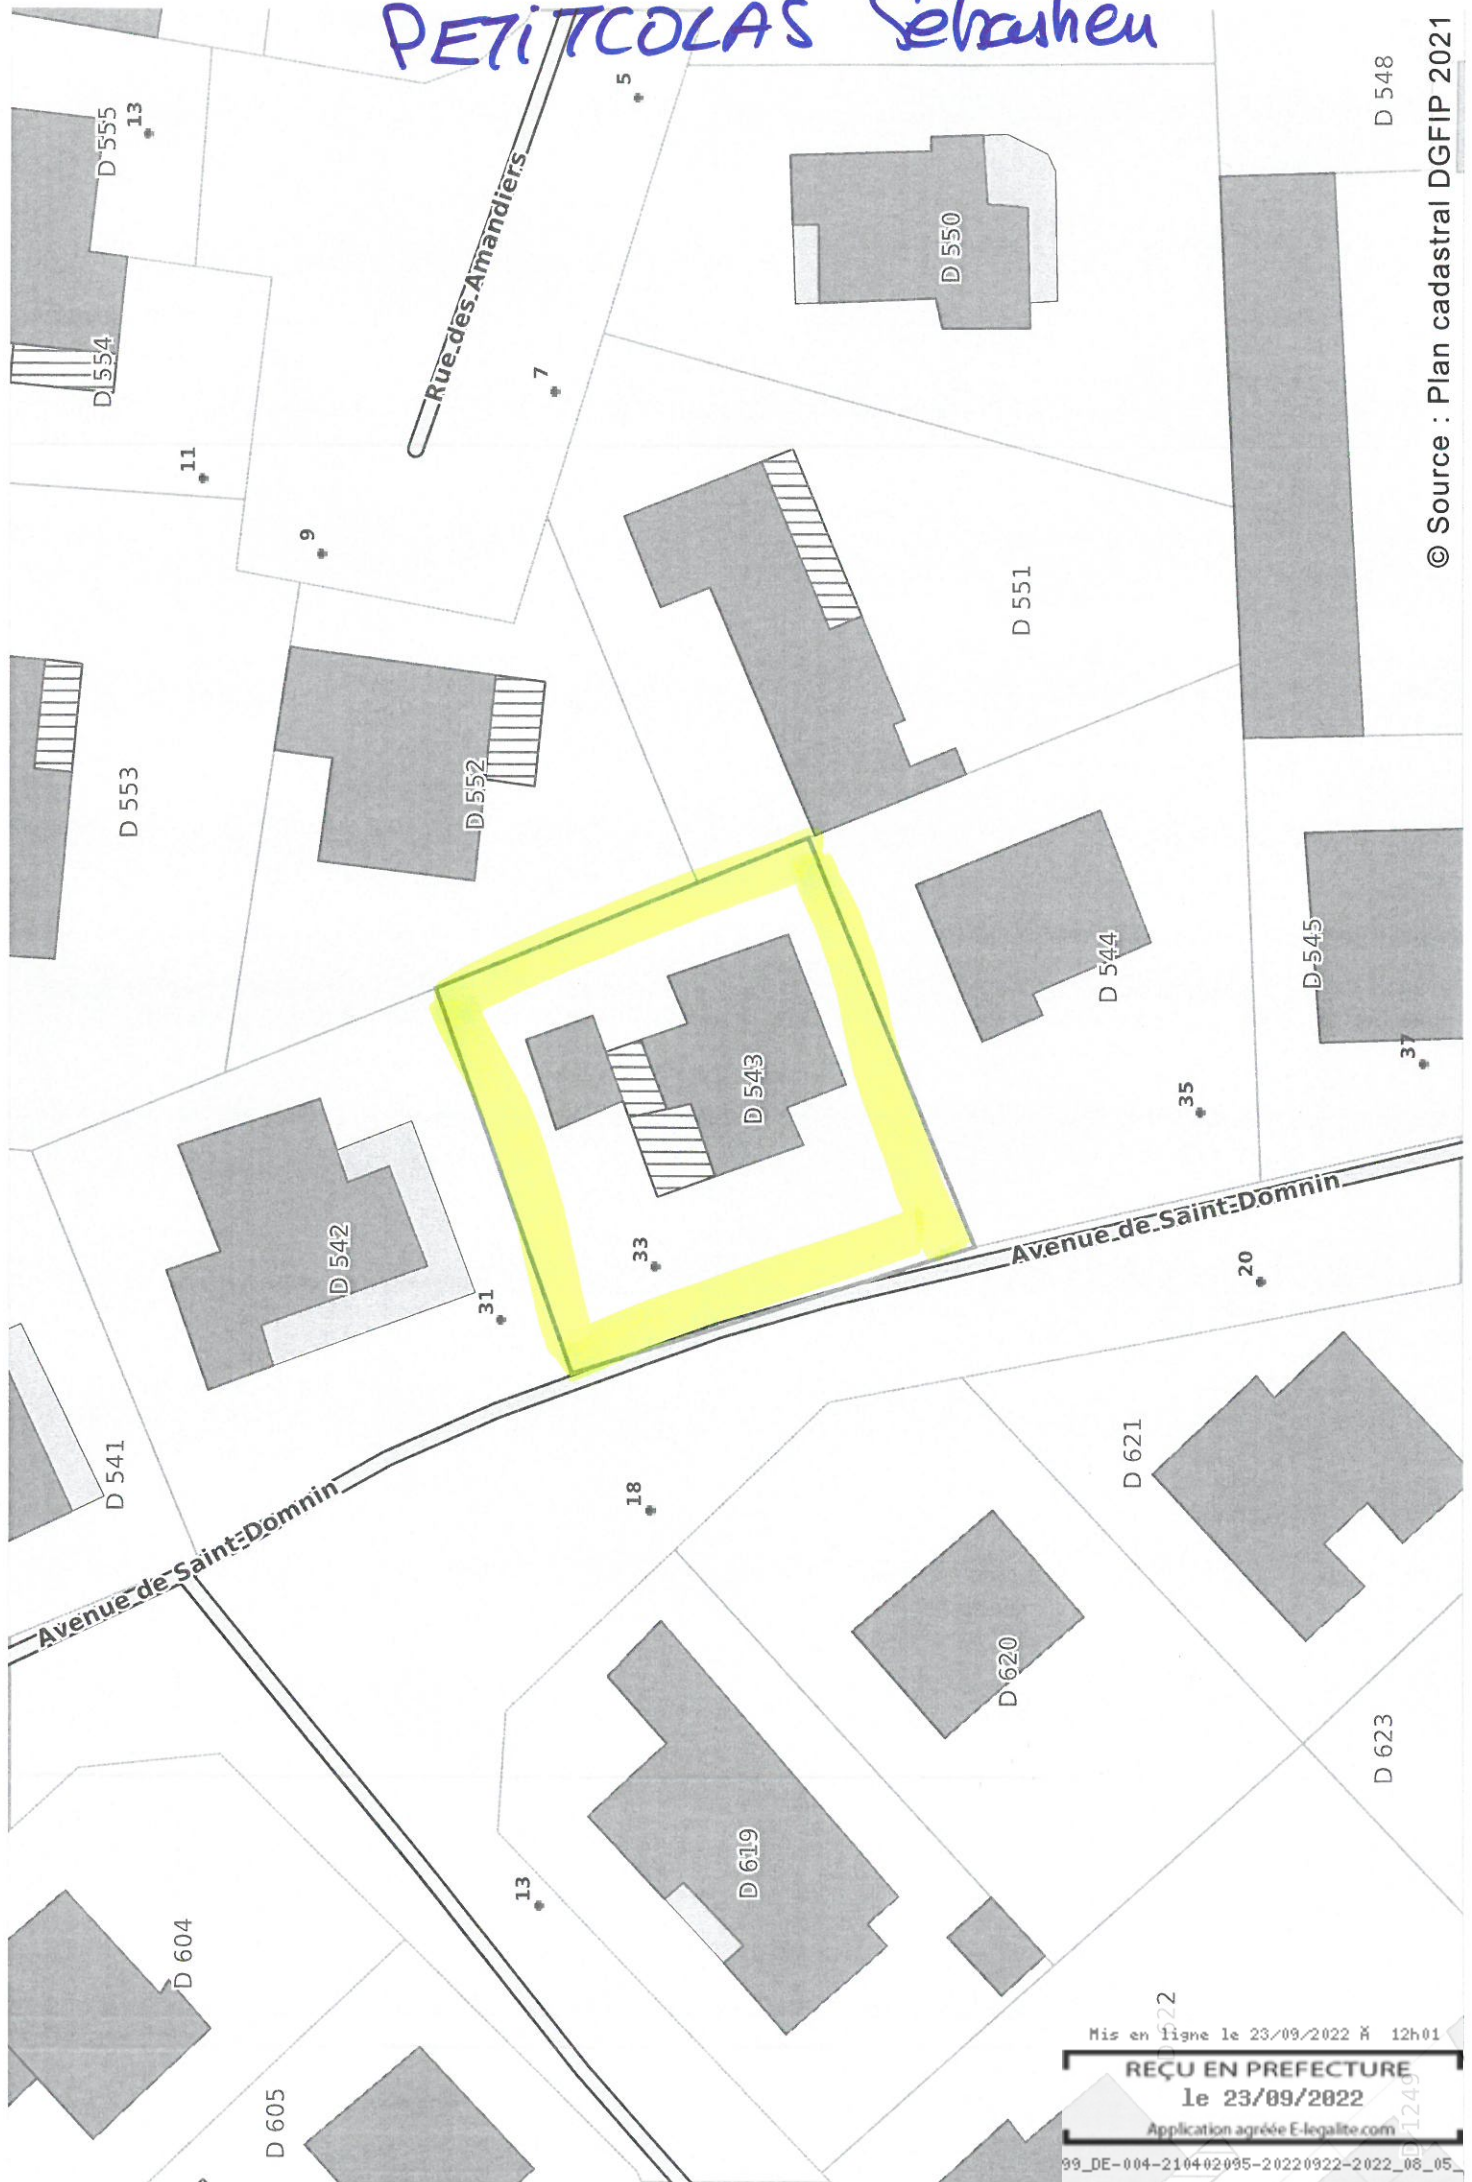 PETITCOLAS Sébastien
D 555
13
5
D 548
© Source : Plan cadastral DGFIP 2021
Rue des Amandiers
D 550
D 554
7
11
9
D 551
D 553
D 552
D 543
D 544
D 545
37
35
33
D 542
31
Avenue de Saint-Domnin
20
D 541
18
D 621
Avenue de Saint-Domnin
D 620
D 623
D 619
13
D 604
D 605
D 622
D 1249
Mis en ligne le 23/09/2022 Ã 12h01
REÇU EN PREFECTURE
le 23/09/2022
Application agréée E-legalite.com
99_DE-004-210402095-20220922-2022_08_05_